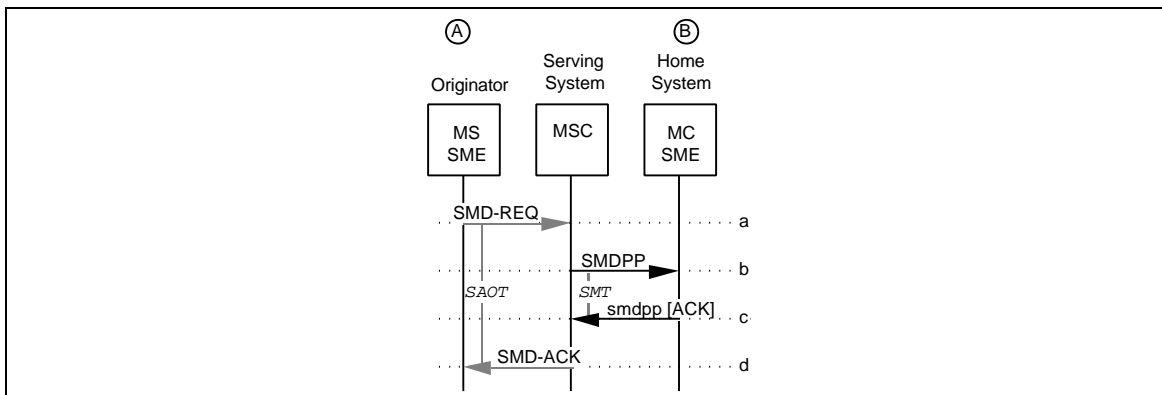 A B
Originator Serving System Home System
MS SME MSC MC SME
SMD-REQ a
SMDPP b
SAOT SMT
smdpp [ACK] c
SMD-ACK d